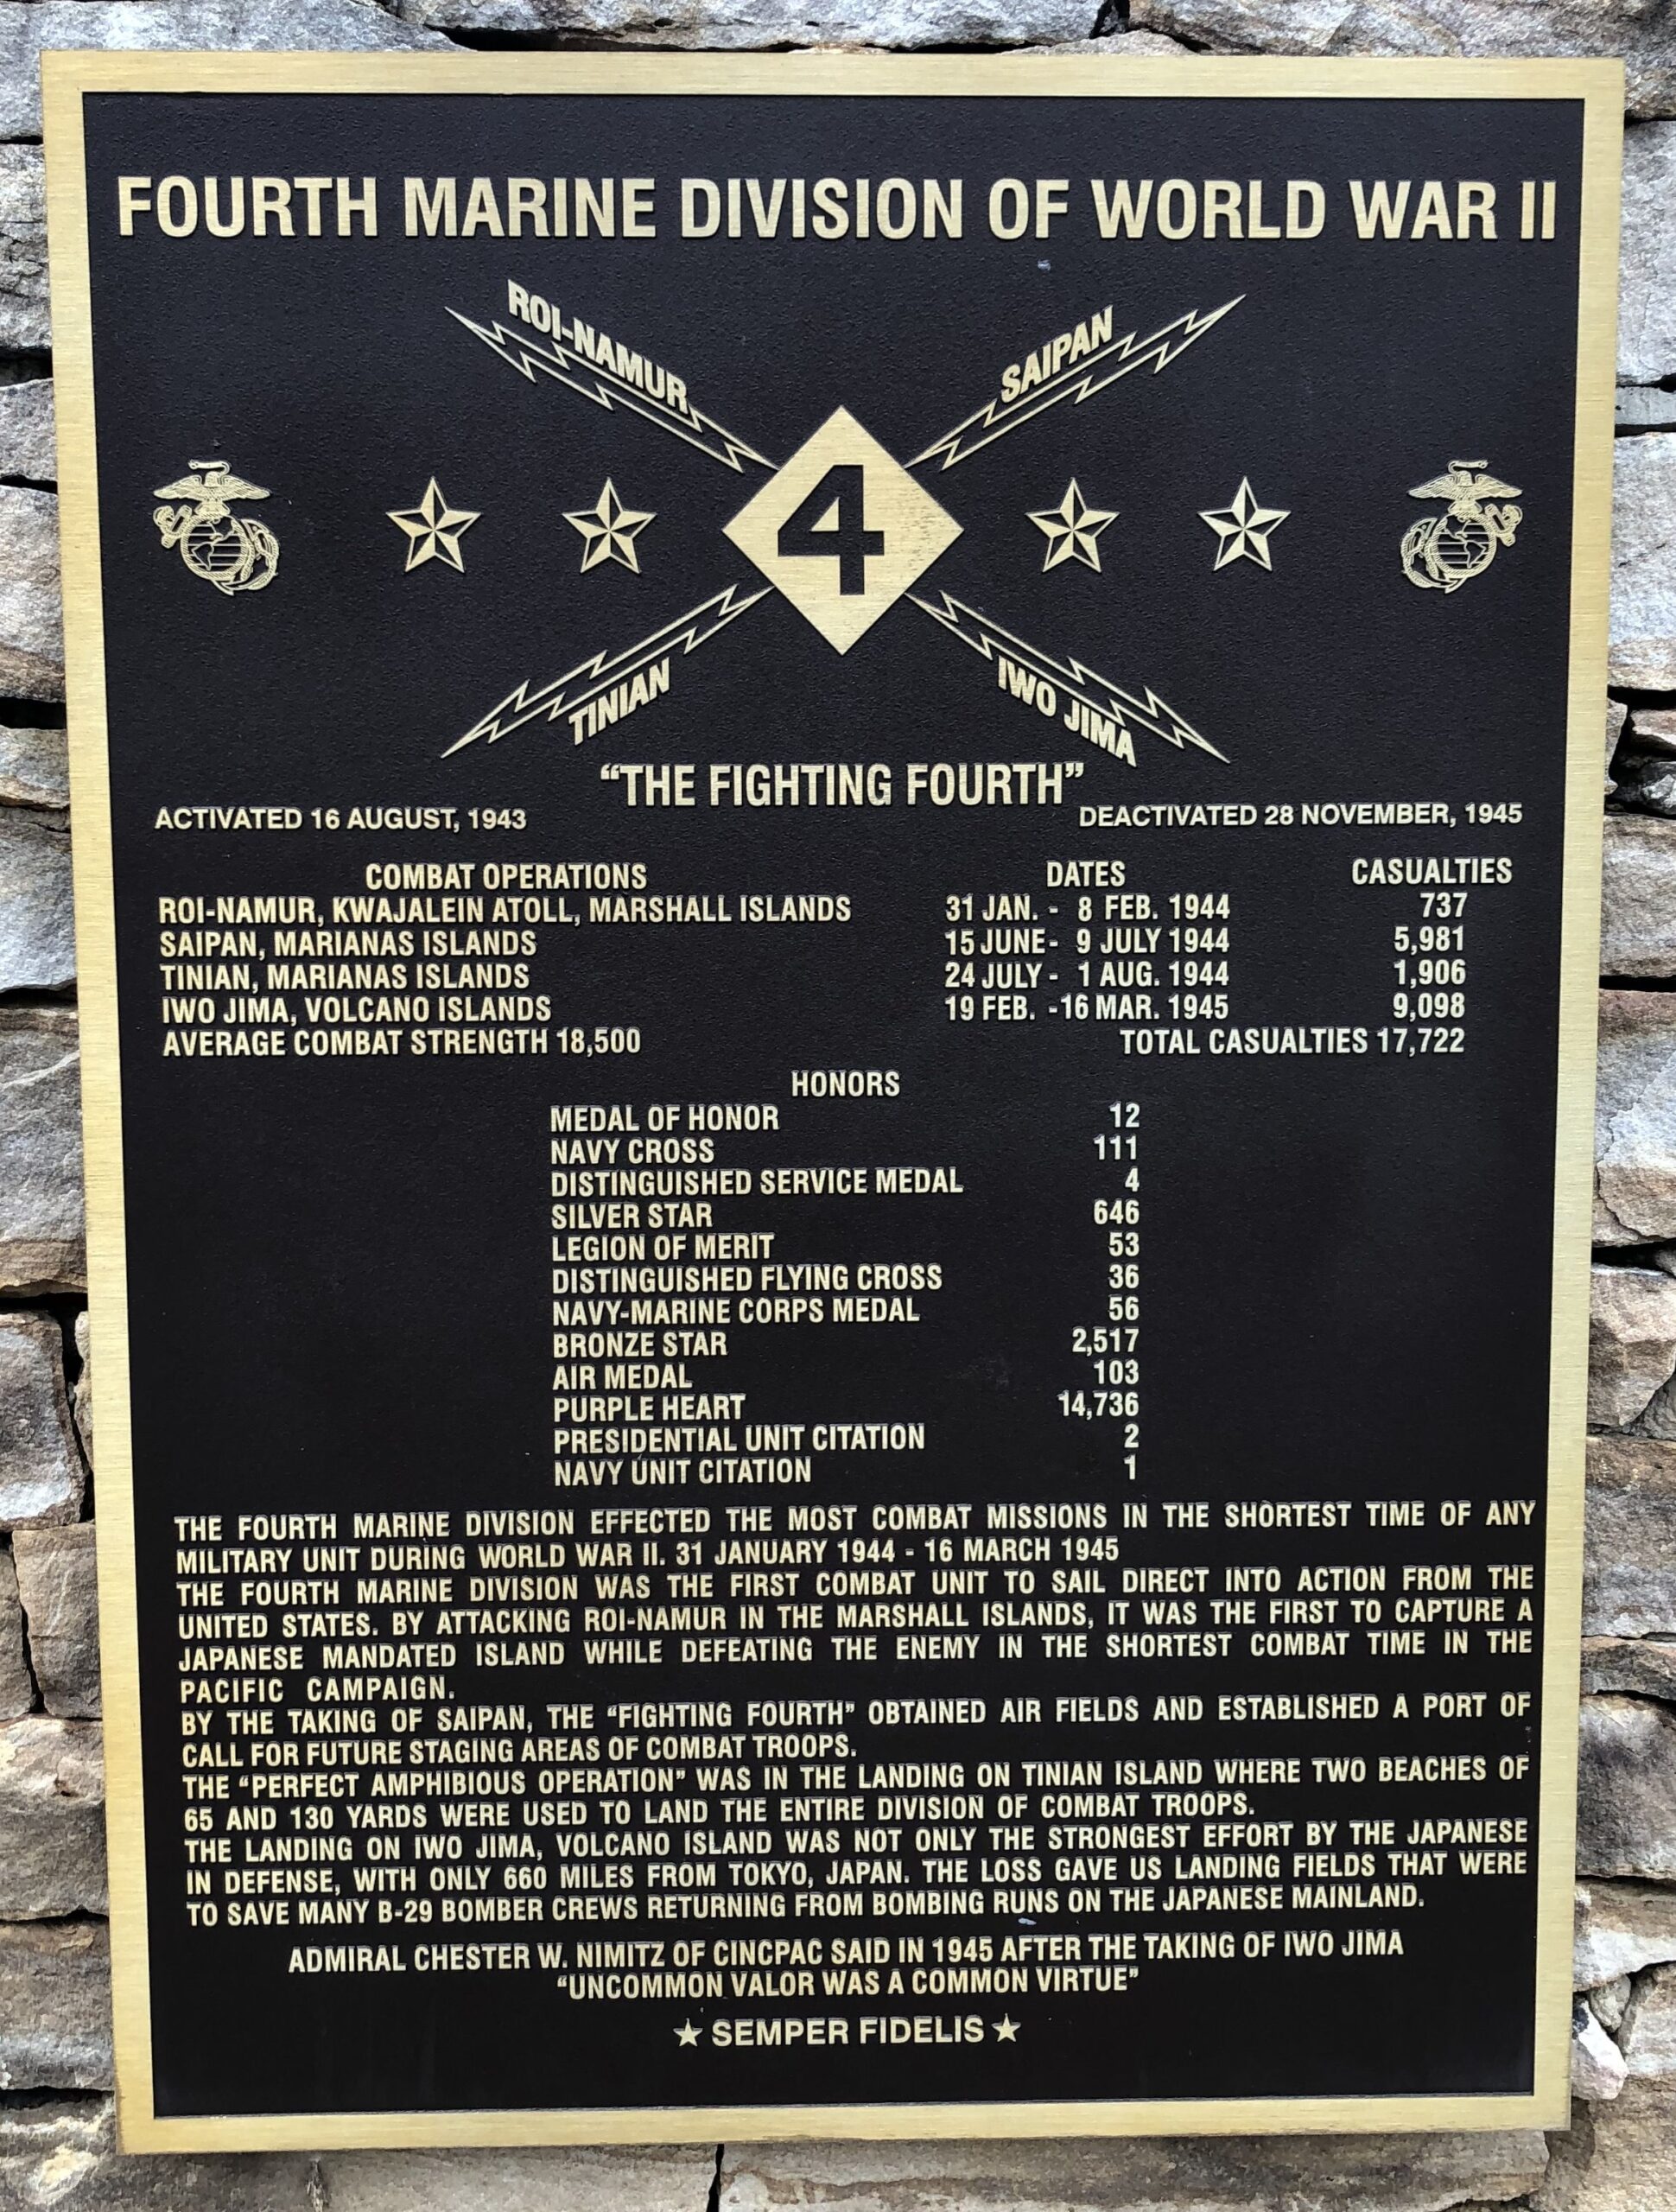 FOURTH MARINE DIVISION OF WORLD WAR II
ROI-NAMUR
SAIPAN
4
TINIAN
IWO JIMA
“THE FIGHTING FOURTH”
ACTIVATED 16 AUGUST, 1943 DEACTIVATED 28 NOVEMBER, 1945
COMBAT OPERATIONS DATES CASUALTIES
ROI-NAMUR, KWAJALEIN ATOLL, MARSHALL ISLANDS 31 JAN. - 8 FEB. 1944 737
SAIPAN, MARIANAS ISLANDS 15 JUNE- 9 JULY 1944 5,981
TINIAN, MARIANAS ISLANDS 24 JULY - 1 AUG. 1944 1,906
IWO JIMA, VOLCANO ISLANDS 19 FEB. -16 MAR. 1945 9,098
AVERAGE COMBAT STRENGTH 18,500 TOTAL CASUALTIES 17,722
HONORS
MEDAL OF HONOR 12
NAVY CROSS 111
DISTINGUISHED SERVICE MEDAL 4
SILVER STAR 646
LEGION OF MERIT 53
DISTINGUISHED FLYING CROSS 36
NAVY-MARINE CORPS MEDAL 56
BRONZE STAR 2,517
AIR MEDAL 103
PURPLE HEART 14,736
PRESIDENTIAL UNIT CITATION 2
NAVY UNIT CITATION 1
THE FOURTH MARINE DIVISION EFFECTED THE MOST COMBAT MISSIONS IN THE SHORTEST TIME OF ANY
MILITARY UNIT DURING WORLD WAR II. 31 JANUARY 1944 - 16 MARCH 1945
THE FOURTH MARINE DIVISION WAS THE FIRST COMBAT UNIT TO SAIL DIRECT INTO ACTION FROM THE
UNITED STATES. BY ATTACKING ROI-NAMUR IN THE MARSHALL ISLANDS, IT WAS THE FIRST TO CAPTURE A
JAPANESE MANDATED ISLAND WHILE DEFEATING THE ENEMY IN THE SHORTEST COMBAT TIME IN THE
PACIFIC CAMPAIGN.
BY THE TAKING OF SAIPAN, THE “FIGHTING FOURTH” OBTAINED AIR FIELDS AND ESTABLISHED A PORT OF
CALL FOR FUTURE STAGING AREAS OF COMBAT TROOPS.
THE “PERFECT AMPHIBIOUS OPERATION” WAS IN THE LANDING ON TINIAN ISLAND WHERE TWO BEACHES OF
65 AND 130 YARDS WERE USED TO LAND THE ENTIRE DIVISION OF COMBAT TROOPS.
THE LANDING ON IWO JIMA, VOLCANO ISLAND WAS NOT ONLY THE STRONGEST EFFORT BY THE JAPANESE
IN DEFENSE, WITH ONLY 660 MILES FROM TOKYO, JAPAN. THE LOSS GAVE US LANDING FIELDS THAT WERE
TO SAVE MANY B-29 BOMBER CREWS RETURNING FROM BOMBING RUNS ON THE JAPANESE MAINLAND.
ADMIRAL CHESTER W. NIMITZ OF CINCPAC SAID IN 1945 AFTER THE TAKING OF IWO JIMA
“UNCOMMON VALOR WAS A COMMON VIRTUE”
★ SEMPER FIDELIS ★